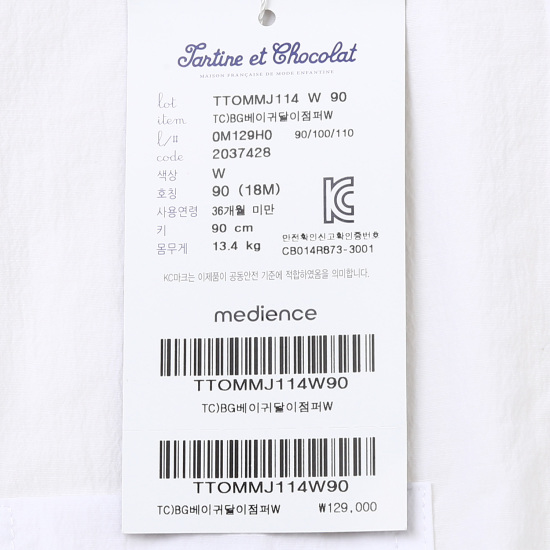 Tartine et Chocolat
MAISON FRANÇAISE DE MODE ENFANTINE
lot TTOMMJ114 W 90
item TC)BG베이귀달이점퍼W
l/# 0M129H0 90/100/110
code 2037428
색상 W
호칭 90 (18M)
사용연령 36개월 미만
키 90 cm
몸무게 13.4 kg
안전확인신고확인증번호
CB014R873-3001
KC마크는 이제품이 공통안전 기준에 적합하였음을 의미합니다.
medience
TTOMMJ114W90
TC)BG베이귀달이점퍼W
TTOMMJ114W90
TC)BG베이귀달이점퍼W ₩129,000